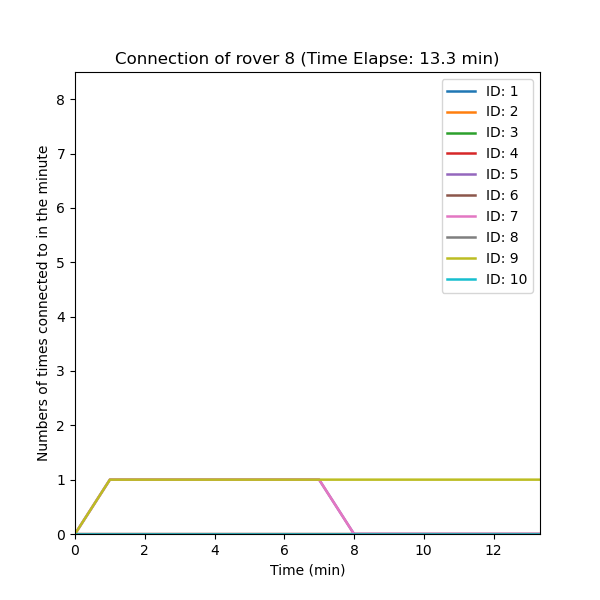 Connection of rover 8 (Time Elapse: 13.3 min)
Numbers of times connected to in the minute
8
7
6
5
4
3
2
1
0
ID: 1
ID: 2
ID: 3
ID: 4
ID: 5
ID: 6
ID: 7
ID: 8
ID: 9
ID: 10
0 2 4 6 8 10 12
Time (min)